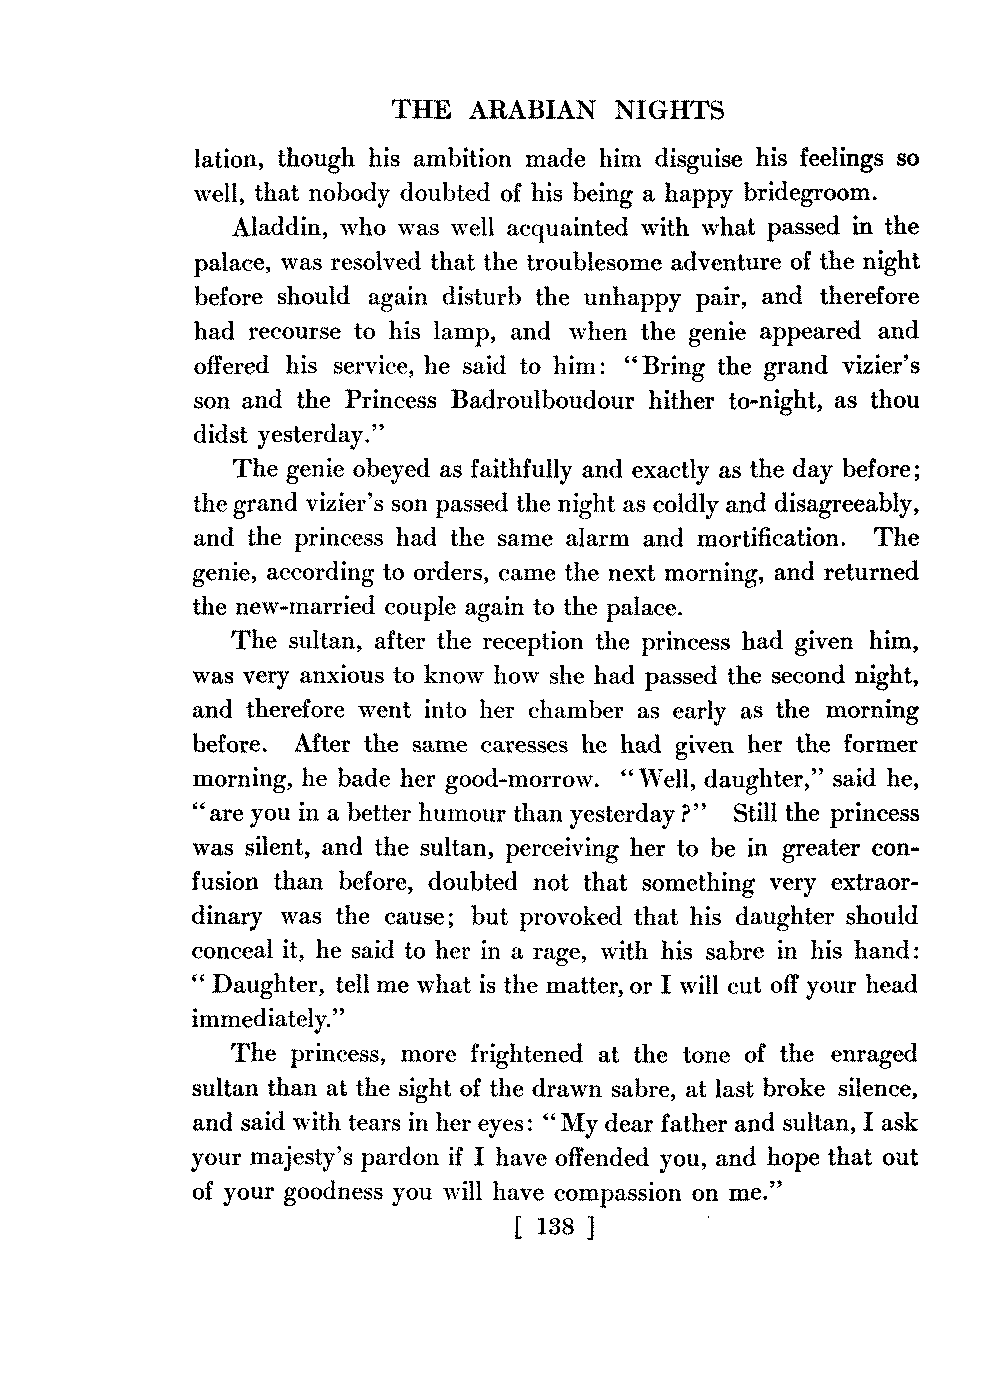 THE ARABIAN NIGHTS
lation, though his ambition made him disguise his feelings so
well, that nobody doubted of his being a happy bridegroom.
Aladdin, who was well acquainted with what passed in the
palace, was resolved that the troublesome adventure of the night
before should again disturb the unhappy pair, and therefore
had recourse to his lamp, and when the genie appeared and
offered his service, he said to him: "Bring the grand vizier's
son and the Princess Badroulboudour hither to-night, as thou
didst yesterday."
The genie obeyed as faithfully and exactly as the day before;
the grand vizier's son passed the night as coldly and disagreeably,
and the princess had the same alarm and mortification. The
genie, according to orders, came the next morning, and returned
the new-married couple again to the palace.
The sultan, after the reception the princess had given him,
was very anxious to know how she had passed the second night,
and therefore went into her chamber as early as the morning
before. After the same caresses he had given her the former
morning, he bade her good-morrow. "Well, daughter," said he,
"are you in a better humour than yesterday?" Still the princess
was silent, and the sultan, perceiving her to be in greater con-
fusion than before, doubted not that something very extraor-
dinary was the cause; but provoked that his daughter should
conceal it, he said to her in a rage, with his sabre in his hand:
"Daughter, tell me what is the matter, or I will cut off your head
immediately."
The princess, more frightened at the tone of the enraged
sultan than at the sight of the drawn sabre, at last broke silence,
and said with tears in her eyes: "My dear father and sultan, I ask
your majesty's pardon if I have offended you, and hope that out
of your goodness you will have compassion on me."
[ 138 ]